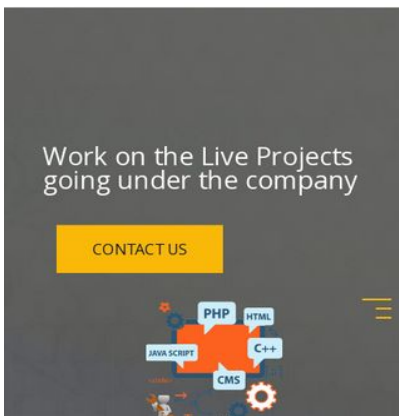 Work on the Live Projects
going under the company
CONTACT US
PHP
HTML
JAVA SCRIPT
C++
CMS